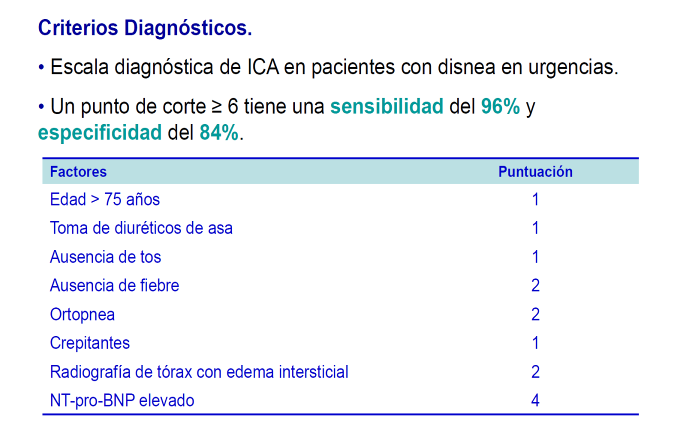 Criterios Diagnósticos.
• Escala diagnóstica de ICA en pacientes con disnea en urgencias.
• Un punto de corte ≥ 6 tiene una sensibilidad del 96% y
especificidad del 84%.
Factores Puntuación
Edad > 75 años 1
Toma de diuréticos de asa 1
Ausencia de tos 1
Ausencia de fiebre 2
Ortopnea 2
Crepitantes 1
Radiografía de tórax con edema intersticial 2
NT-pro-BNP elevado 4